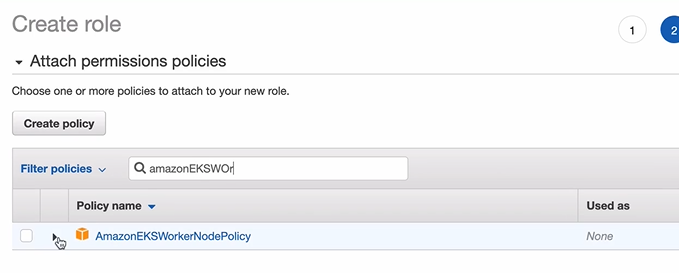 Create role
1
2
Attach permissions policies
Choose one or more policies to attach to your new role.
Create policy
Filter policies
amazonEKSWOr
Policy name
Used as
AmazonEKSWorkerNodePolicy
None